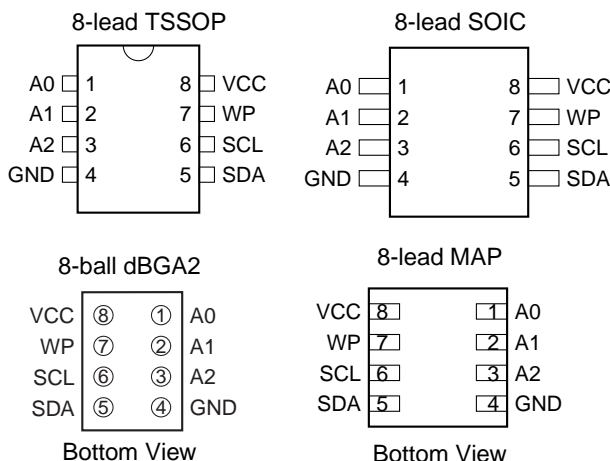 8-lead TSSOP
A0 1 8 VCC
A1 2 7 WP
A2 3 6 SCL
GND 4 5 SDA
8-lead SOIC
A0 1 8 VCC
A1 2 7 WP
A2 3 6 SCL
GND 4 5 SDA
8-ball dBGA2
VCC 8 1 A0
WP 7 2 A1
SCL 6 3 A2
SDA 5 4 GND
Bottom View
8-lead MAP
VCC 8 1 A0
WP 7 2 A1
SCL 6 3 A2
SDA 5 4 GND
Bottom View